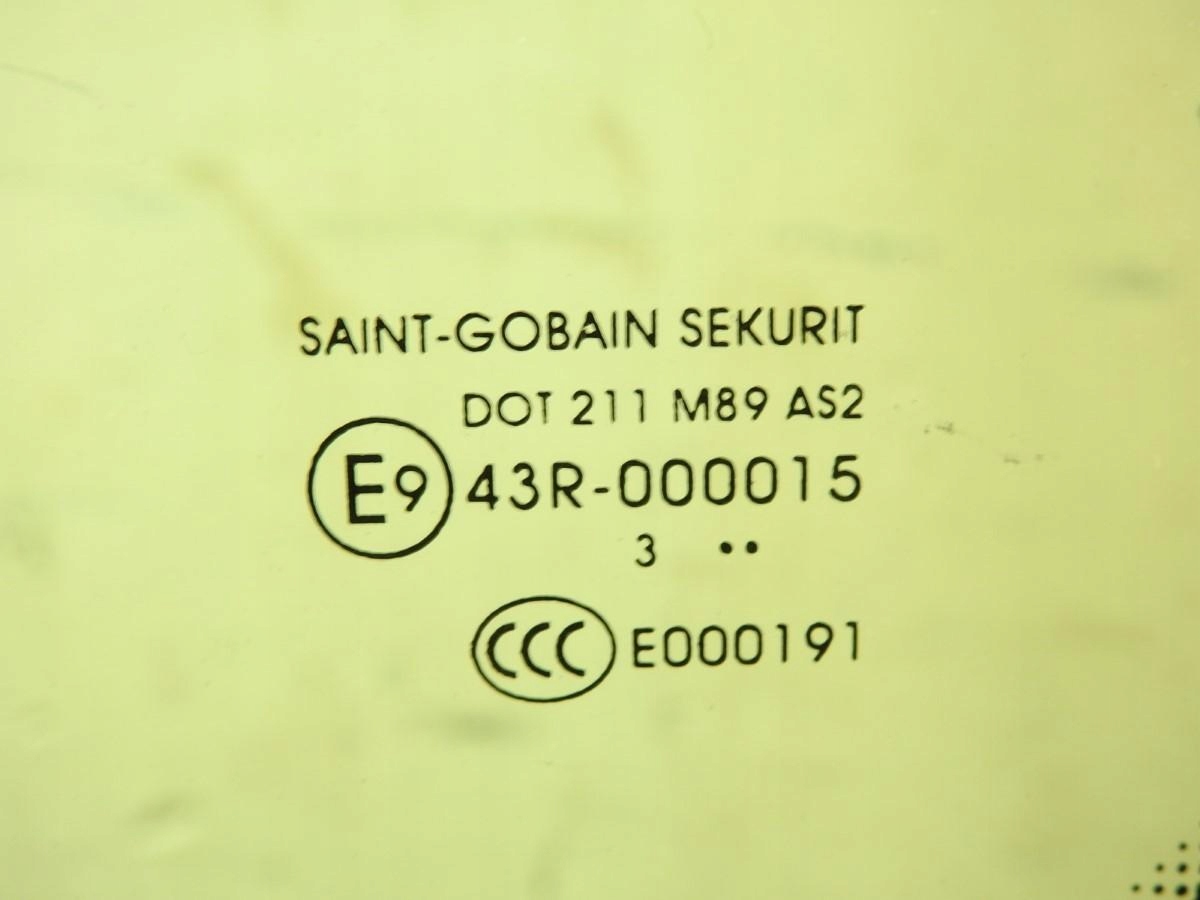 SAINT-GOBAIN SEKURIT
DOT 211 M89 AS2
E9 43R-000015
3 ••
CCC E000191